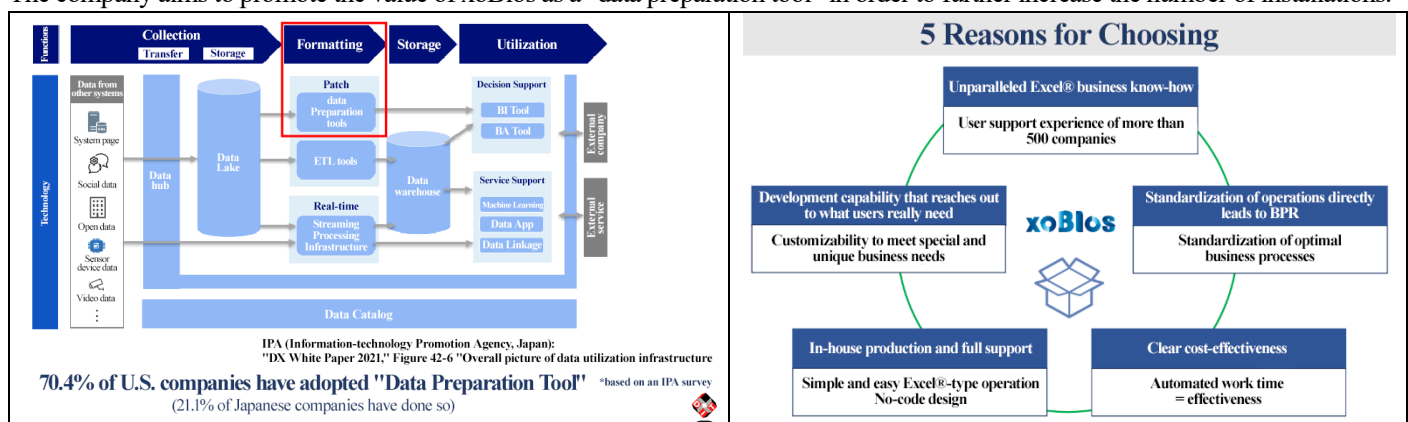 The company aims to promote the value of xoBlos as a "data preparation tool" in order to further increase the number of installations.
Functions
Collection
Transfer
Storage
Formatting
Storage
Utilization
Technology
Data from
other systems
System page
Social data
Open data
Sensor
device data
Video data
Data
hub
Data
Lake
Patch
data
Preparation
tools
ETL tools
Real-time
Streaming
Processing
Infrastructure
Data
warehouse
Decision Support
BI Tool
BA Tool
Service Support
Machine Learning
Data App
Data Linkage
External
company
External
service
Data Catalog
IPA (Information-technology Promotion Agency, Japan):
"DX White Paper 2021," Figure 42-6 "Overall picture of data utilization infrastructure
70.4% of U.S. companies have adopted "Data Preparation Tool" *based on an IPA survey
(21.1% of Japanese companies have done so)
5 Reasons for Choosing
Unparalleled Excel® business know-how
User support experience of more than
500 companies
Development capability that reaches out
to what users really need
Customizability to meet special and
unique business needs
xoBlos
Standardization of operations directly
leads to BPR
Standardization of optimal
business processes
In-house production and full support
Simple and easy Excel®-type operation
No-code design
Clear cost-effectiveness
Automated work time
= effectiveness